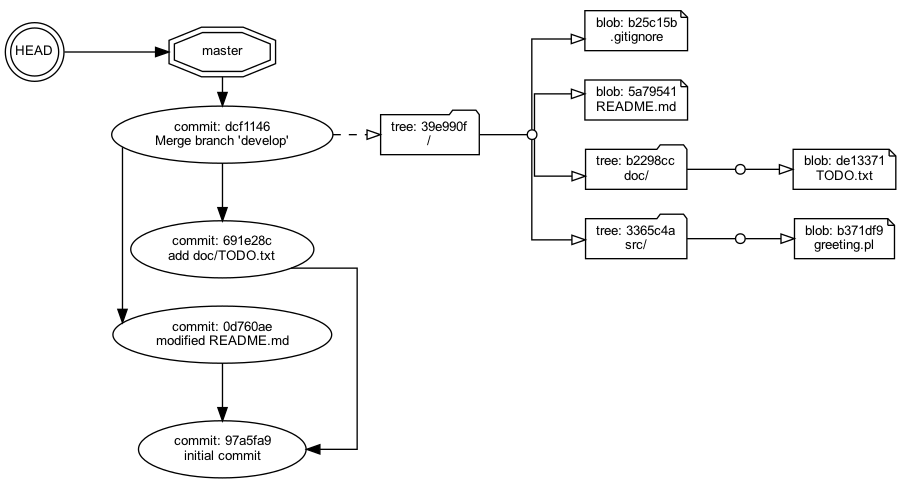 HEAD
master
commit: dcf1146
Merge branch 'develop'
tree: 39e990f
/
blob: b25c15b
.gitignore
blob: 5a79541
README.md
tree: b2298cc
doc/
blob: de13371
TODO.txt
tree: 3365c4a
src/
blob: b371df9
greeting.pl
commit: 691e28c
add doc/TODO.txt
commit: 0d760ae
modified README.md
commit: 97a5fa9
initial commit